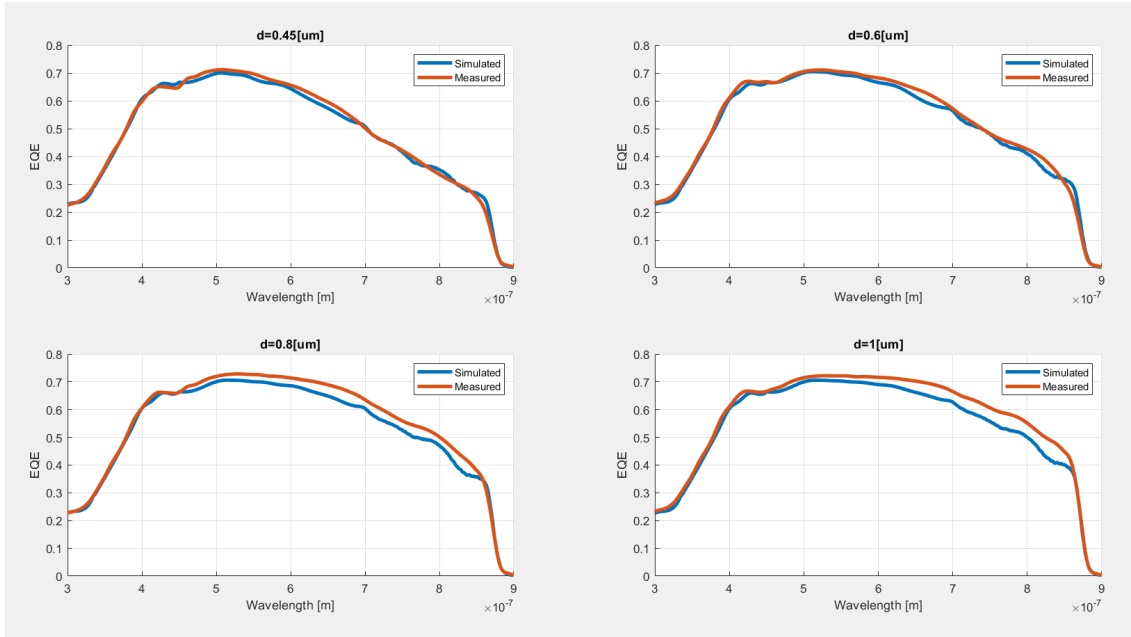 d=0.45[um]
0.8
0.7
0.6
0.5
0.4
0.3
0.2
0.1
0
EQE
Simulated
Measured
3 4 5 6 7 8 9
Wavelength [m]
×10-7
d=0.6[um]
0.8
0.7
0.6
0.5
0.4
0.3
0.2
0.1
0
EQE
Simulated
Measured
3 4 5 6 7 8 9
Wavelength [m]
×10-7
d=0.8[um]
0.8
0.7
0.6
0.5
0.4
0.3
0.2
0.1
0
EQE
Simulated
Measured
3 4 5 6 7 8 9
Wavelength [m]
×10-7
d=1[um]
0.8
0.7
0.6
0.5
0.4
0.3
0.2
0.1
0
EQE
Simulated
Measured
3 4 5 6 7 8 9
Wavelength [m]
×10-7